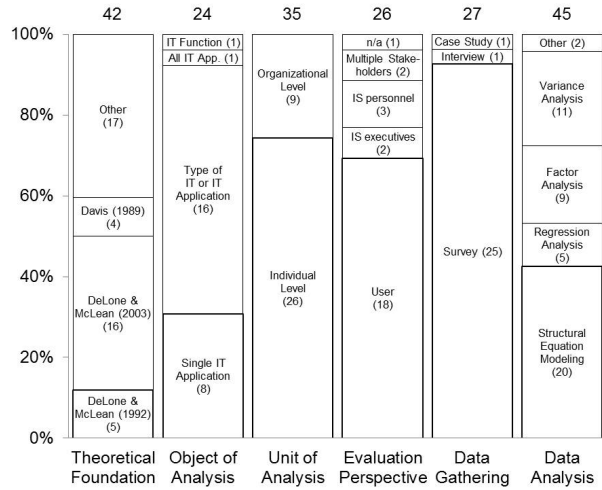 42 24 35 26 27 45
100%
80%
60%
40%
20%
0%
Other
(17)
Davis (1989)
(4)
DeLone &
McLean (2003)
(16)
DeLone &
McLean (1992)
(5)
IT Function (1)
All IT App. (1)
Type of
IT or IT
Application
(16)
Single IT
Application
(8)
Organizational
Level
(9)
Individual
Level
(26)
n/a (1)
Multiple Stake-
holders (2)
IS personnel
(3)
IS executives
(2)
User
(18)
Case Study (1)
Interview (1)
Survey (25)
Other (2)
Variance
Analysis
(11)
Factor
Analysis
(9)
Regression
Analysis
(5)
Structural
Equation
Modeling
(20)
Theoretical
Foundation
Object of
Analysis
Unit of
Analysis
Evaluation
Perspective
Data
Gathering
Data
Analysis